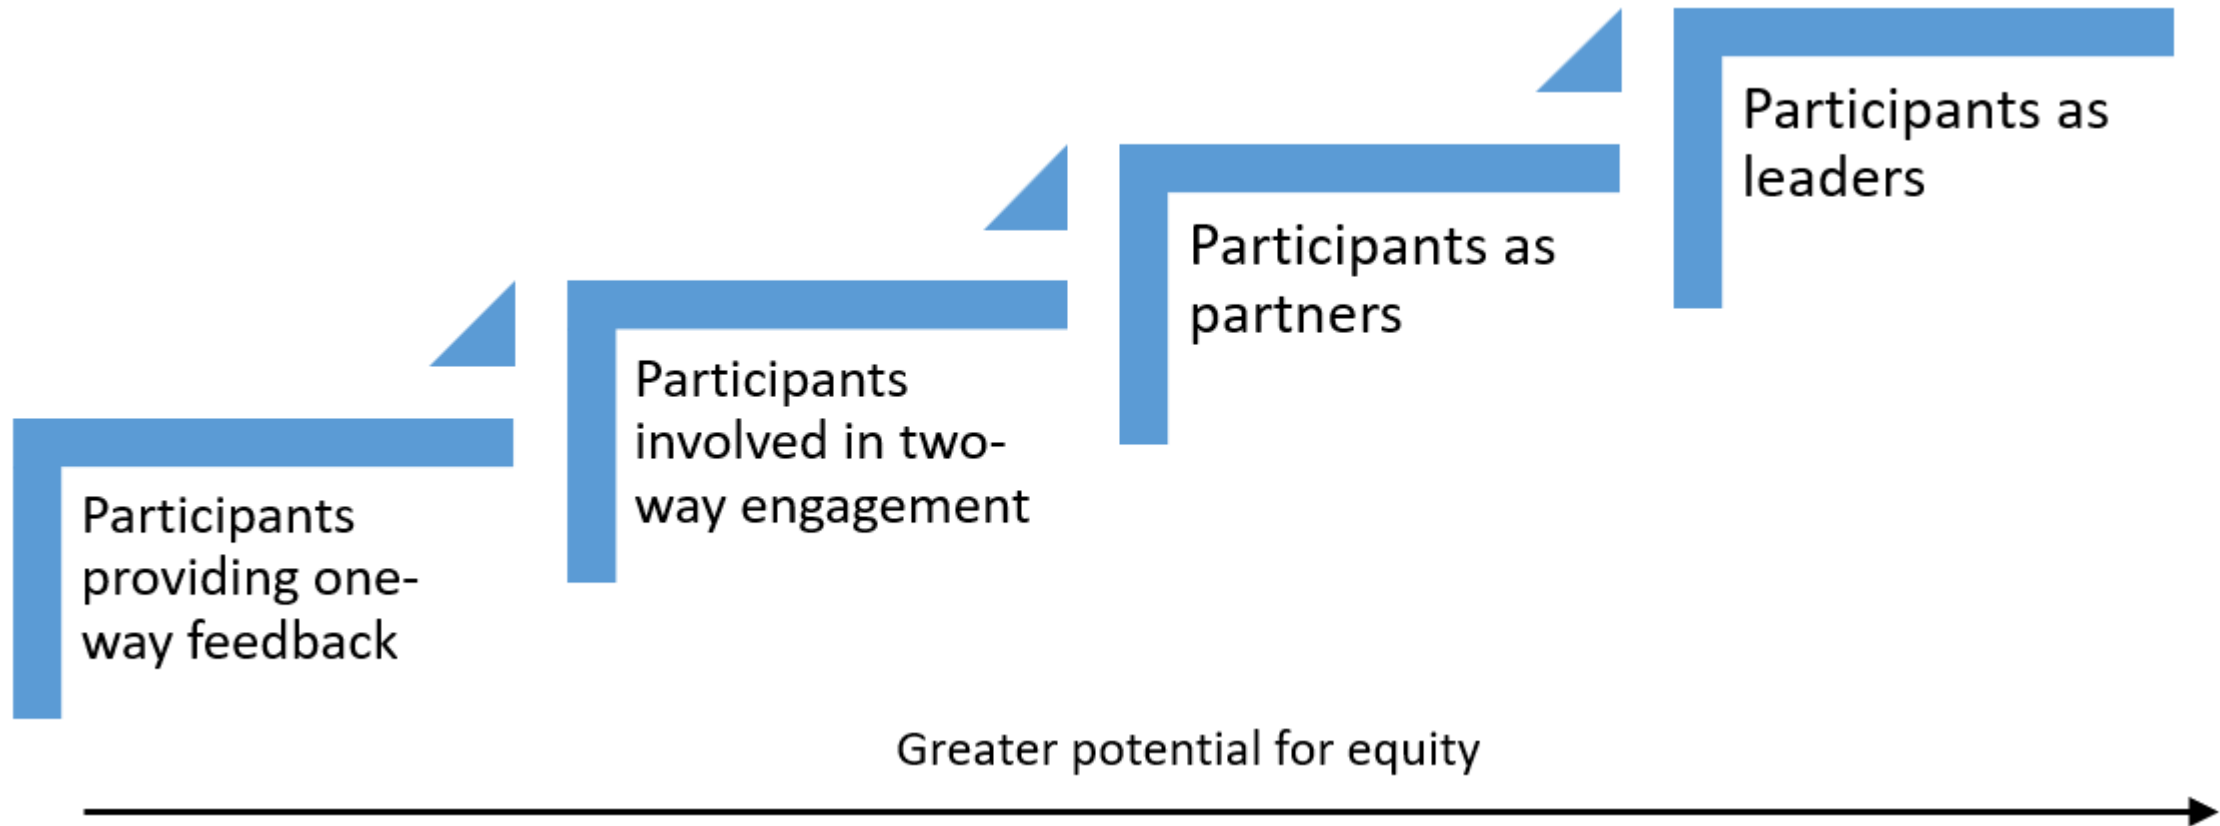 Participants
providing one-
way feedback
Participants
involved in two-
way engagement
Participants as
partners
Participants as
leaders
Greater potential for equity